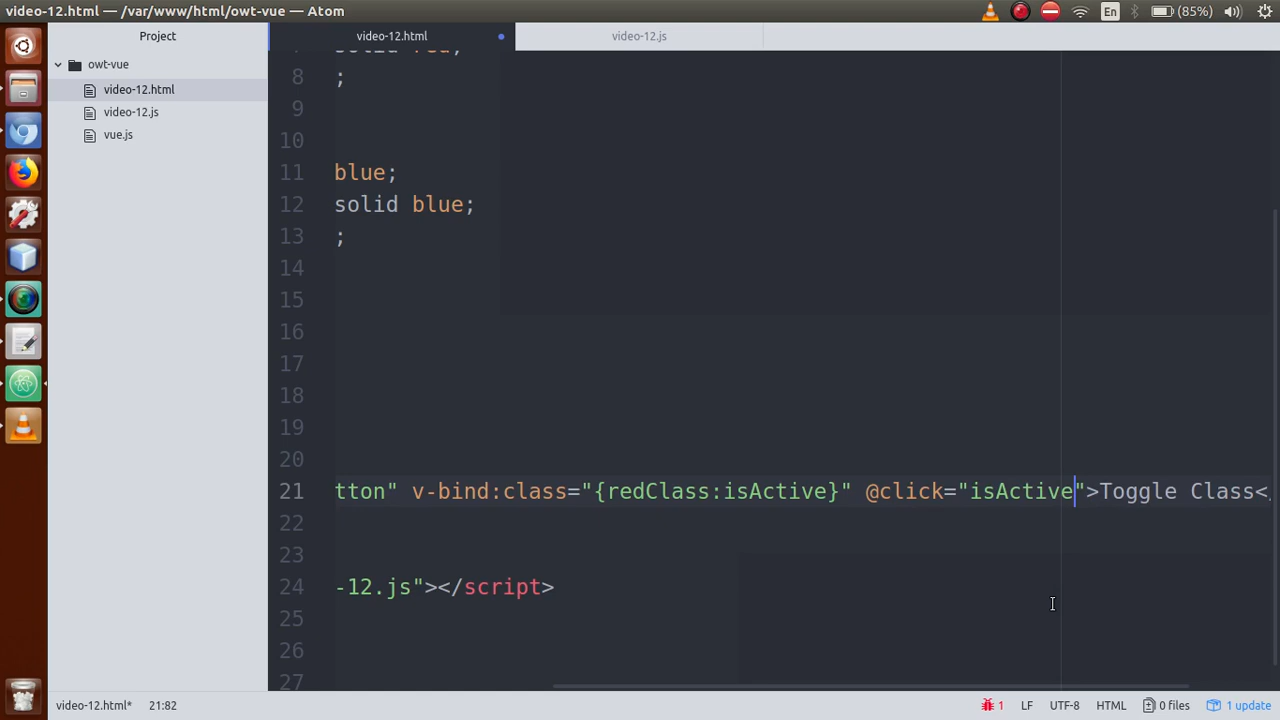 video-12.html — /var/www/html/owt-vue — Atom
En
(85%)
Project
video-12.html
video-12.js
owt-vue
video-12.html
video-12.js
vue.js
solid red;
8 ;
9
10
11 blue;
12 solid blue;
13 ;
14
15
16
17
18
19
20
21 tton" v-bind:class="{redClass:isActive}" @click="isActive">Toggle Class<
22
23
24 -12.js"></script>
25
26
27
video-12.html* 21:82
1 LF UTF-8 HTML 0 files 1 update